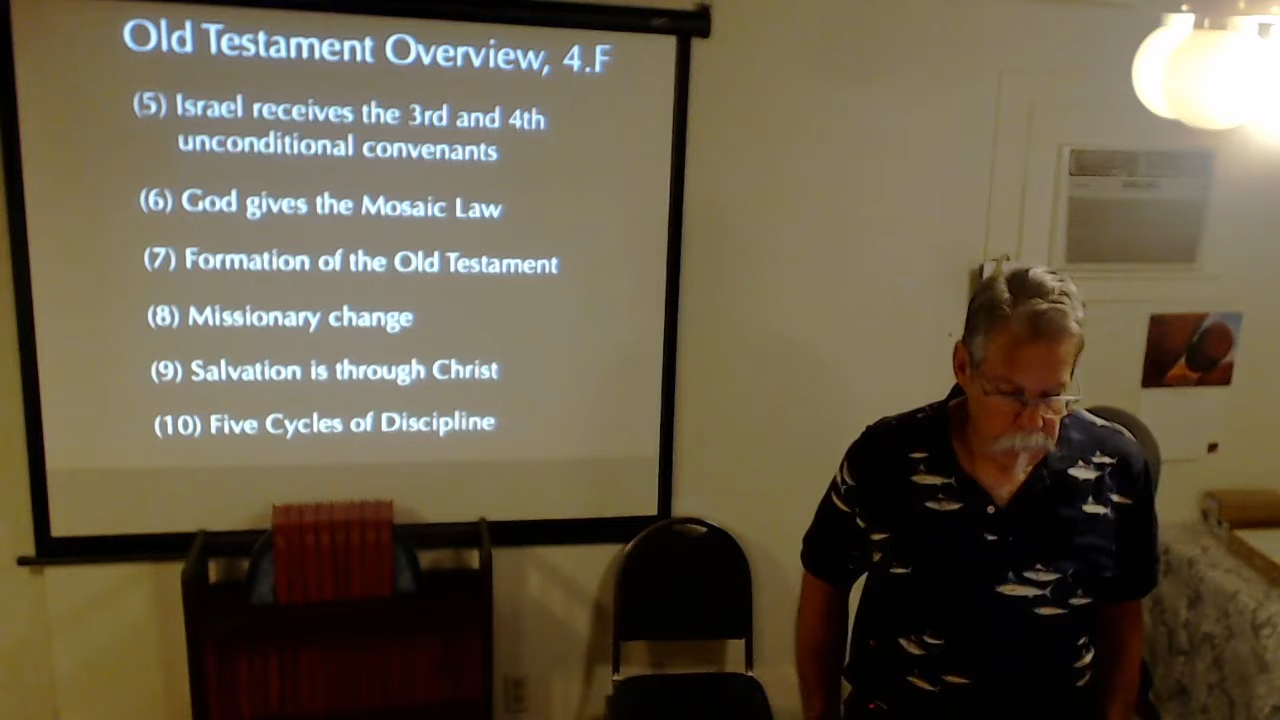 Old Testament Overview, 4.F
(5) Israel receives the 3rd and 4th
unconditional convenants
(6) God gives the Mosaic Law
(7) Formation of the Old Testament
(8) Missionary change
(9) Salvation is through Christ
(10) Five Cycles of Discipline